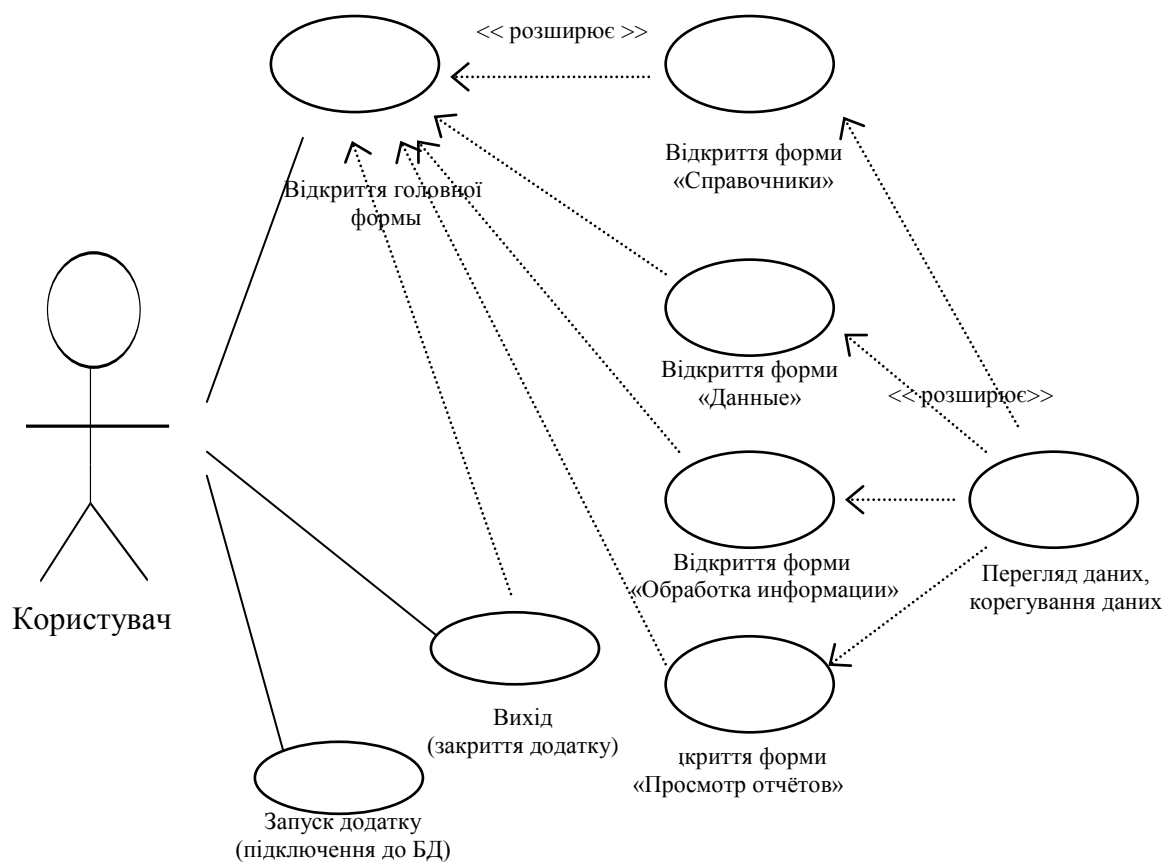 << розширює >>
Відкриття форми
«Справочники»
Відкриття головної
формы
Відкриття форми
«Данные»
<< розширює>>
Відкриття форми
«Обработка информации»
Перегляд даних,
корегування даних
Користувач
Вихід
(закриття додатку)
цкриття форми
«Просмотр отчётов»
Запуск додатку
(підключення до БД)